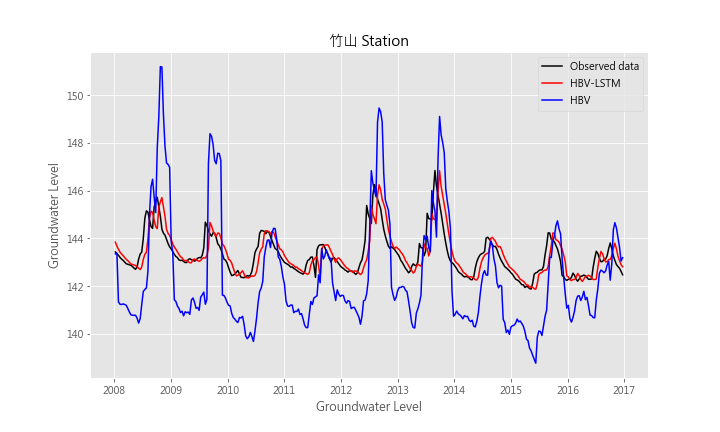 竹山 Station
Observed data
HBV-LSTM
HBV
Groundwater Level
150
148
146
144
142
140
2008 2009 2010 2011 2012 2013 2014 2015 2016 2017
Groundwater Level